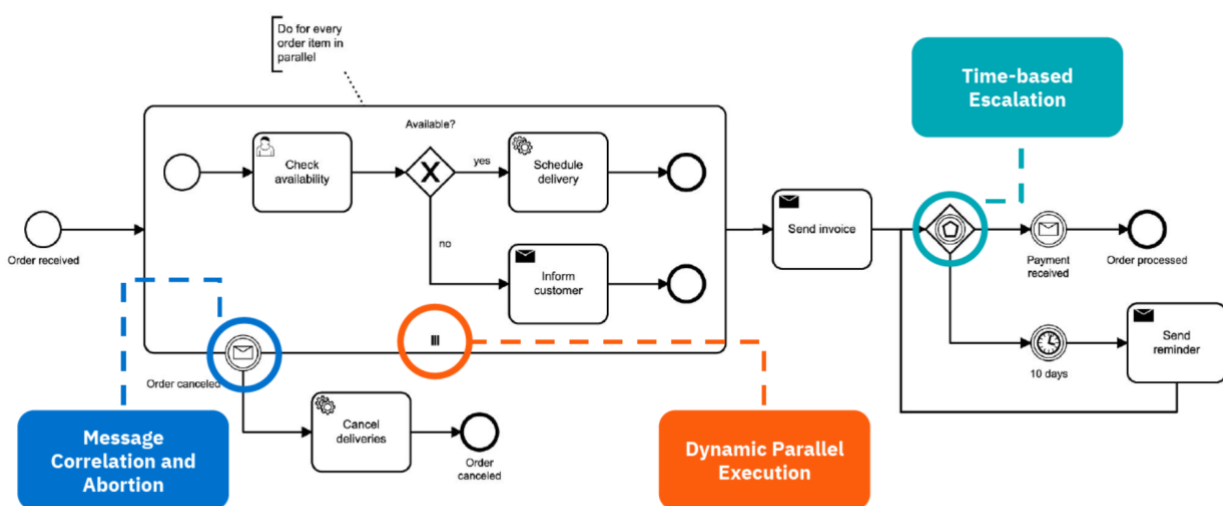 Do for every
order item in
parallel
Time-based
Escalation
Available?
Check
availability
X
yes
Schedule
delivery
Order received
no
Inform
customer
Send invoice
Payment
received
Order processed
Order canceled
10 days
Send
reminder
Cancel
deliveries
Order
canceled
Message
Correlation and
Abortion
Dynamic Parallel
Execution